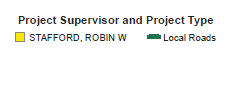 Project Supervisor and Project Type
STAFFORD, ROBIN W Local Roads